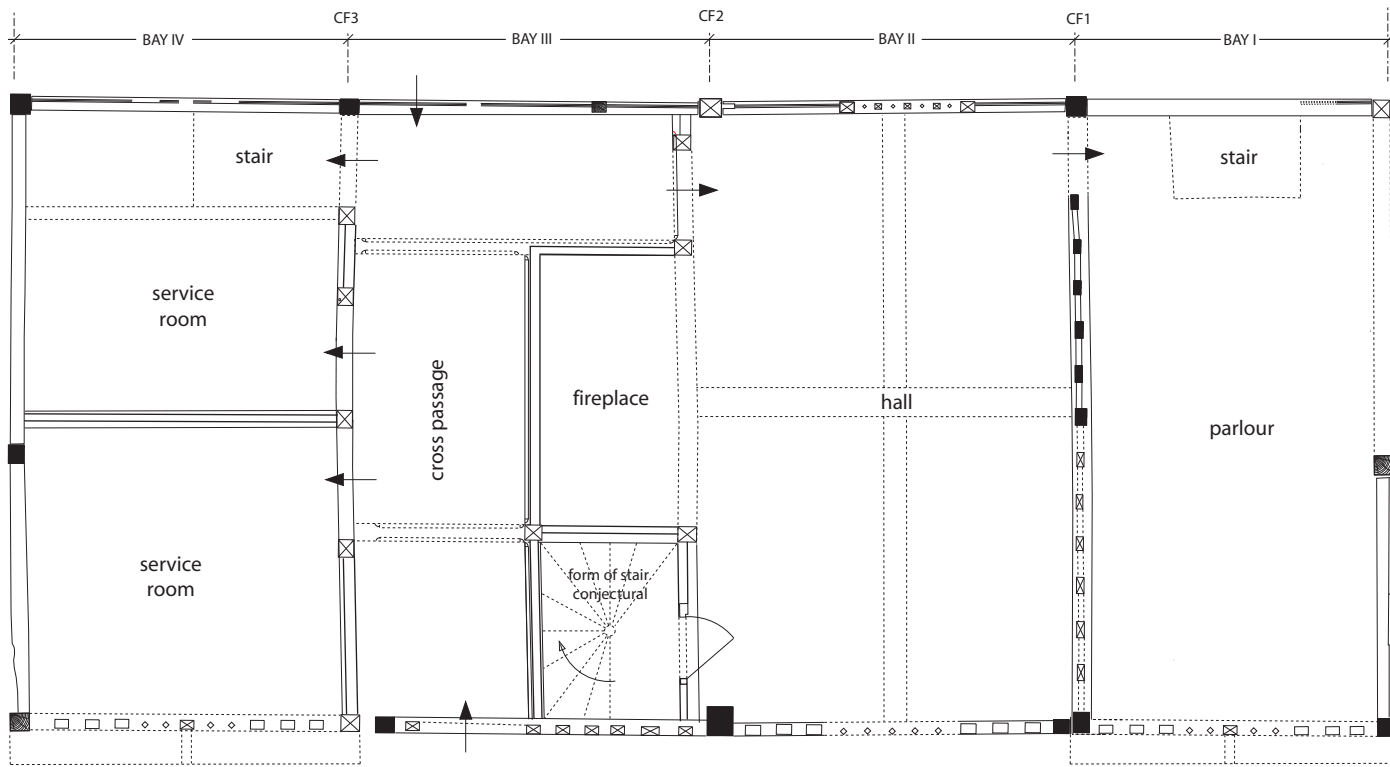 CF3
CF2
CF1
BAY IV
BAY III
BAY II
BAY I
stair
stair
service
room
cross passage
fireplace
hall
parlour
service
room
form of stair
conjectural